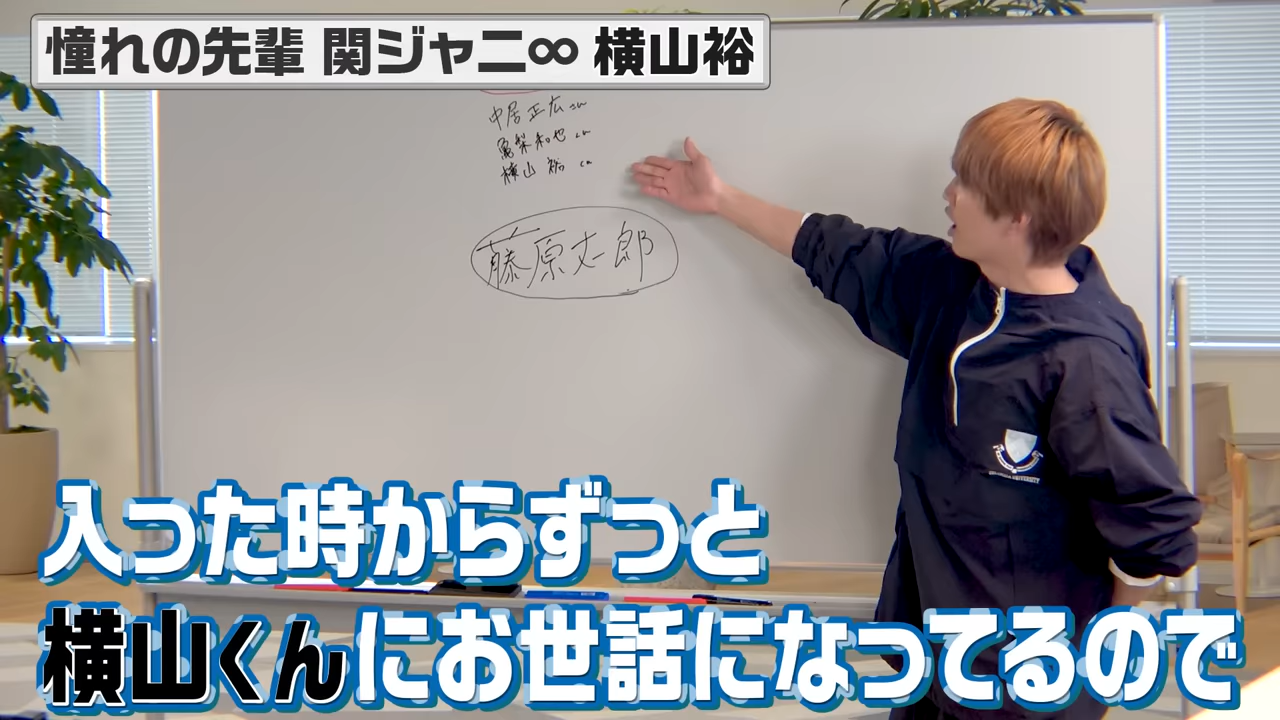 憧れの先輩 関ジャニ∞ 横山裕
中居正広さん
亀梨和也くん
横山 裕 くん
藤原丈一郎
入った時からずっと
横山くんにお世話になってるので